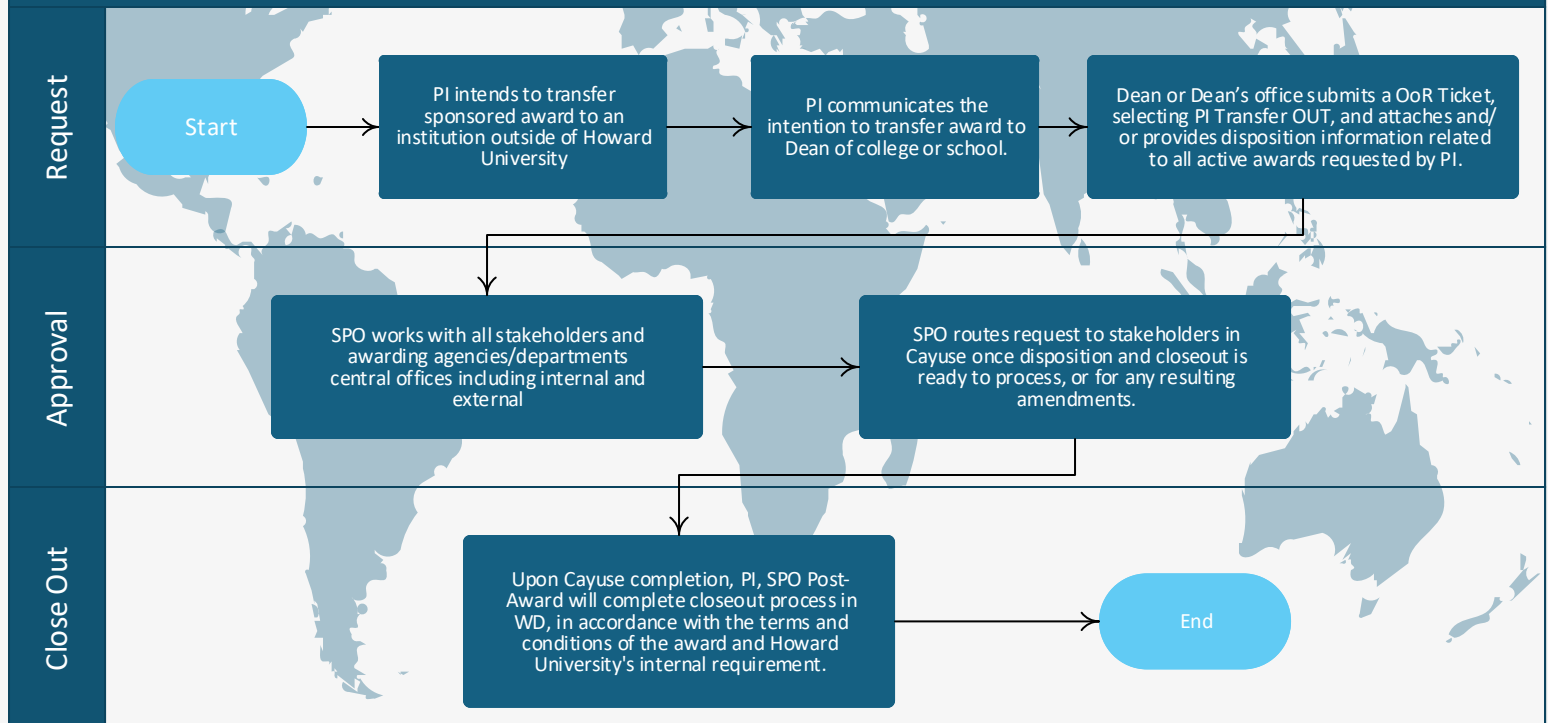 Request
Start
PI intends to transfer
sponsored award to an
institution outside of Howard
University
PI communicates the
intention to transfer award to
Dean of college or school.
Dean or Dean's office submits a OoR Ticket,
selecting PI Transfer OUT, and attaches and/
or provides disposition information related
to all active awards requested by PI.
Approval
SPO works with all stakeholders and
awarding agencies/departments
central offices including internal and
external
SPO routes request to stakeholders in
Cayuse once disposition and closeout is
ready to process, or for any resulting
amendments.
Close Out
Upon Cayuse completion, PI, SPO Post-
Award will complete closeout process in
WD, in accordance with the terms and
conditions of the award and Howard
University's internal requirement.
End